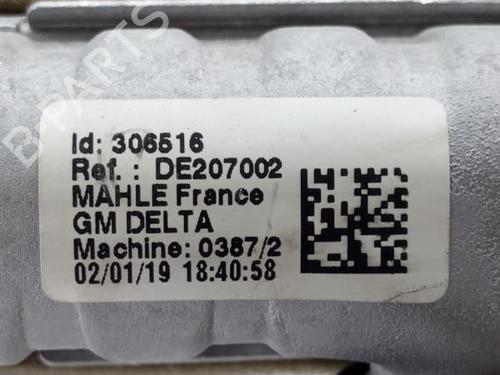 B-PARTS
Id: 306516
Ref. : DE207002
MAHLE France
GM DELTA
Machine: 0387/2
02/01/19 18:40:58